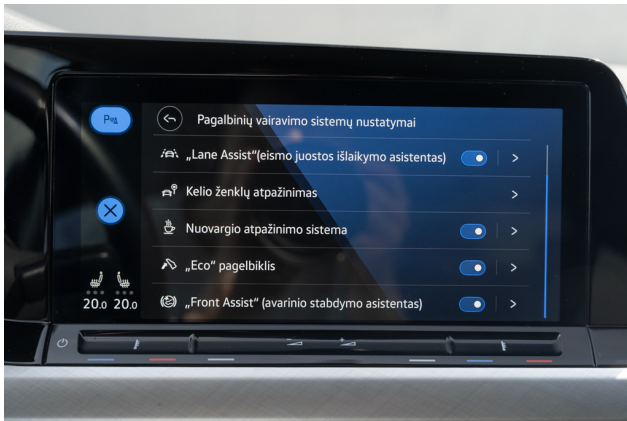 P
Pagalbinių vairavimo sistemų nustatymai
„Lane Assist"(eismo juostos išlaikymo asistentas)
Kelio ženklų atpažinimas
Nuovargio atpažinimo sistema
„Eco" pagelbiklis
„Front Assist" (avarinio stabdymo asistentas)
20.0 20.0